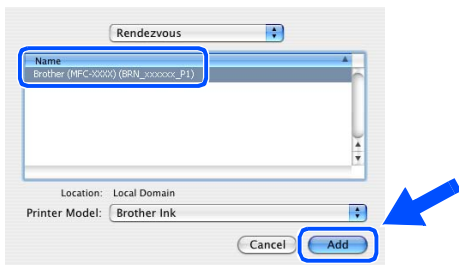 Rendezvous
Name
Brother (MFC-XXXX) (BRN_xxxxxx_P1)
Location: Local Domain
Printer Model: Brother Ink
Cancel Add